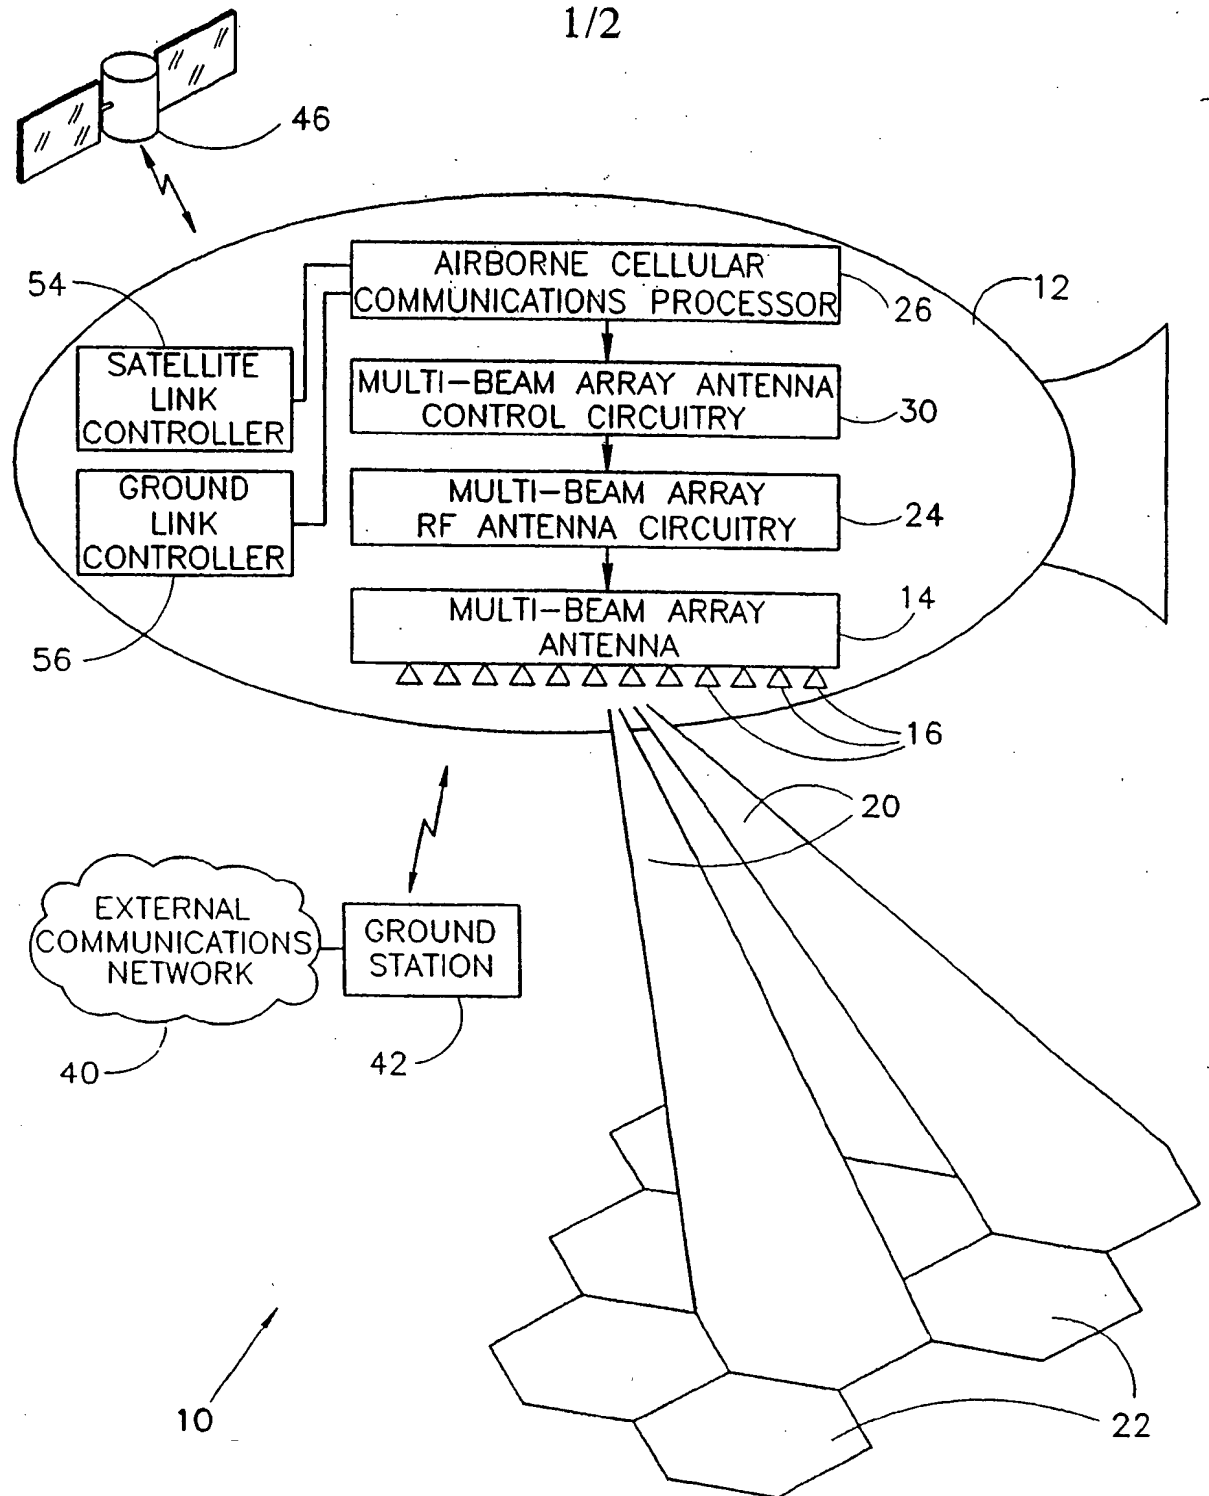 1/2
46
AIRBORNE CELLULAR
COMMUNICATIONS PROCESSOR
26
12
54
SATELLITE
LINK
CONTROLLER
MULTI-BEAM ARRAY ANTENNA
CONTROL CIRCUITRY
30
GROUND
LINK
CONTROLLER
MULTI-BEAM ARRAY
RF ANTENNA CIRCUITRY
24
MULTI-BEAM ARRAY
ANTENNA
14
56
16
20
EXTERNAL
COMMUNICATIONS
NETWORK
GROUND
STATION
40
42
10
22